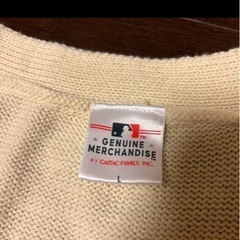 GENUINE
MERCHANDISE
CAITAC FAMILY, INC.
L